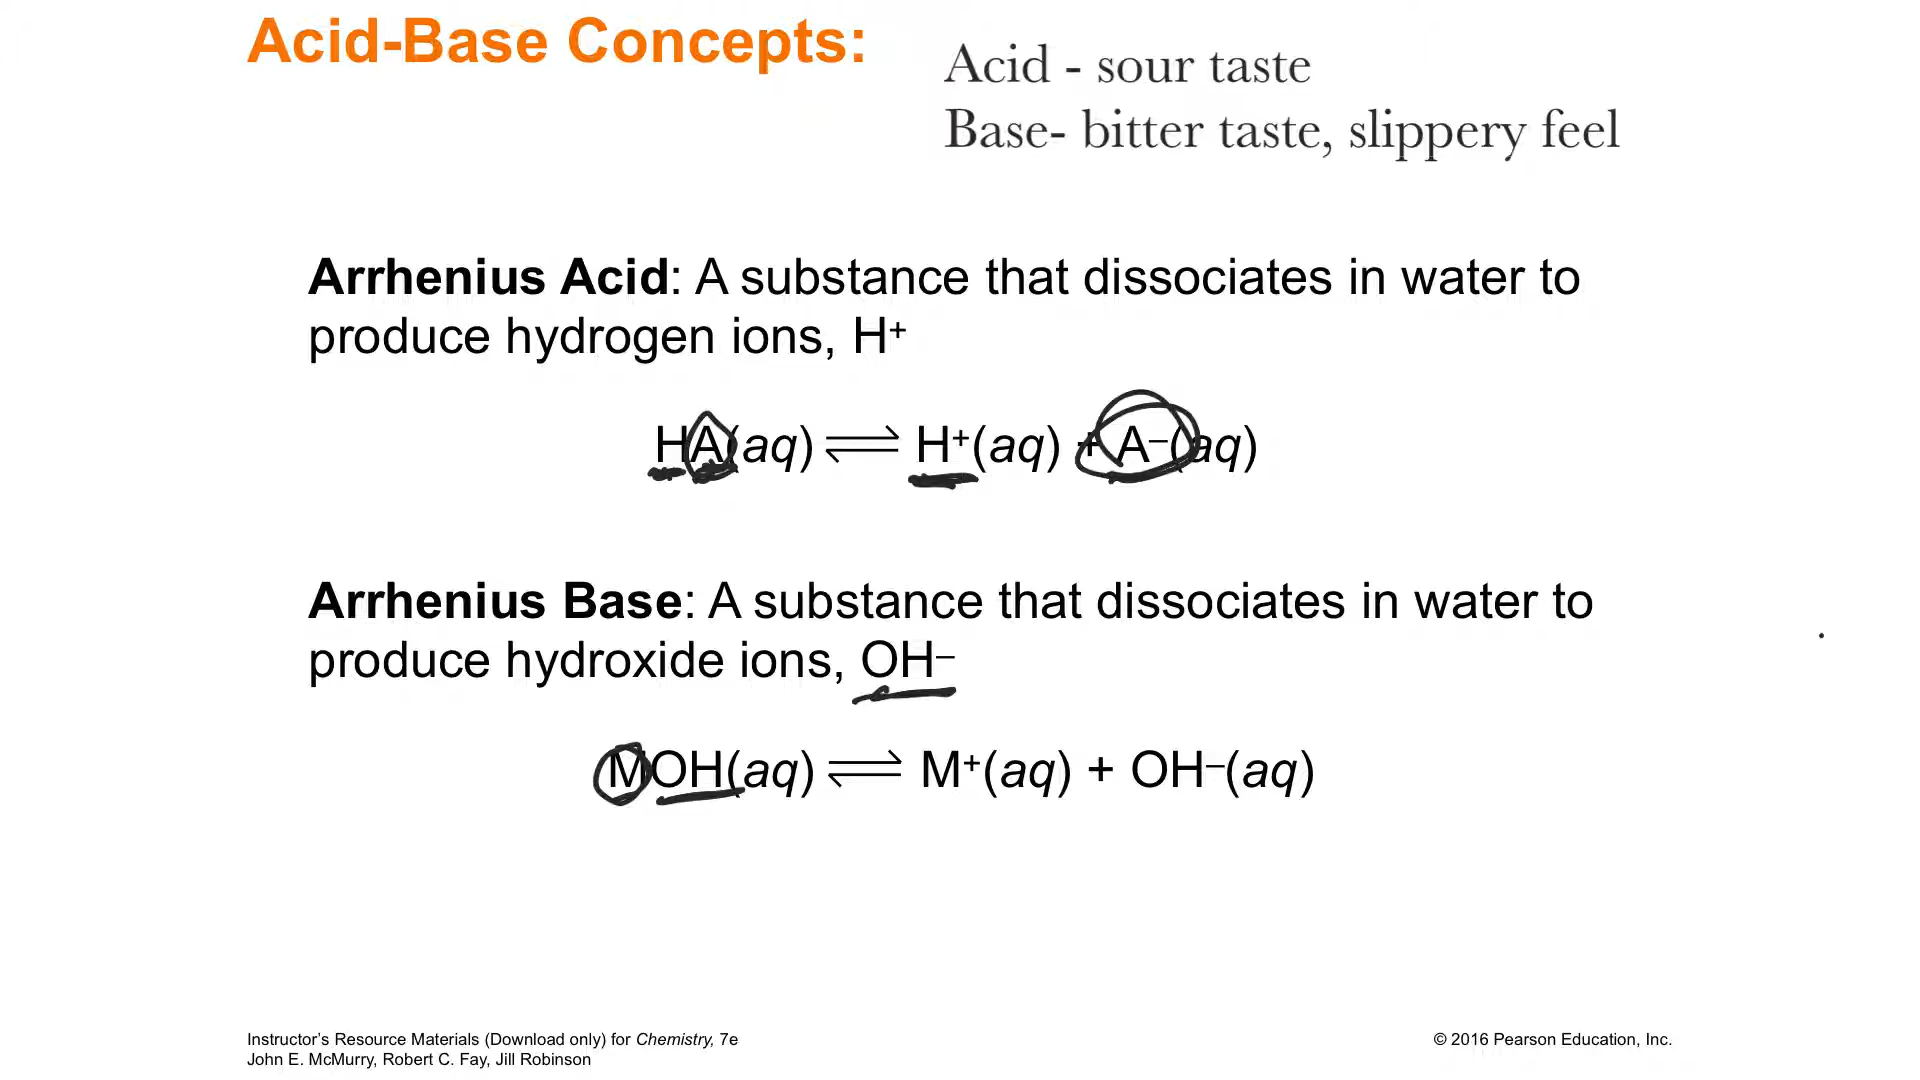 Acid-Base Concepts:
Acid - sour taste
Base- bitter taste, slippery feel
Arrhenius Acid: A substance that dissociates in water to
produce hydrogen ions, H⁺
HA(aq) ⇌ H⁺(aq) + A⁻(aq)
Arrhenius Base: A substance that dissociates in water to
produce hydroxide ions, OH⁻
MOH(aq) ⇌ M⁺(aq) + OH⁻(aq)
Instructor's Resource Materials (Download only) for Chemistry, 7e
John E. McMurry, Robert C. Fay, Jill Robinson
© 2016 Pearson Education, Inc.